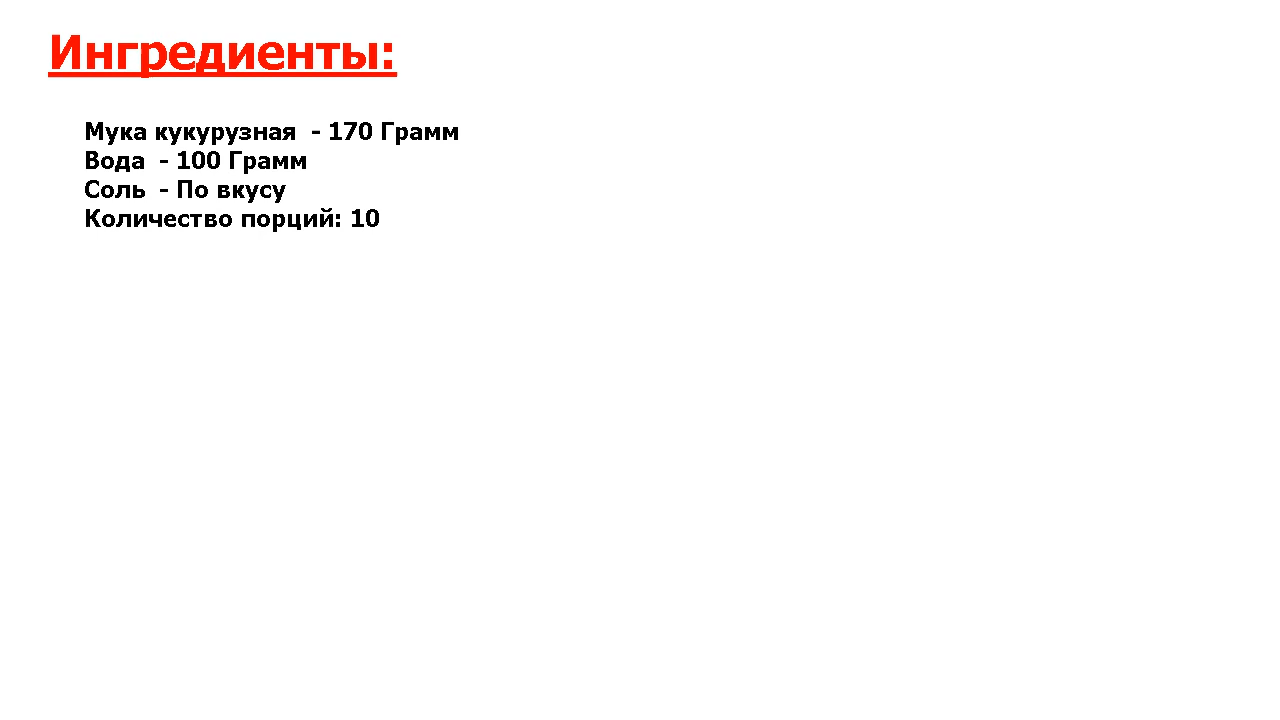 Ингредиенты:
Мука кукурузная  - 170 Грамм
Вода  - 100 Грамм
Соль  - По вкусу
Количество порций: 10